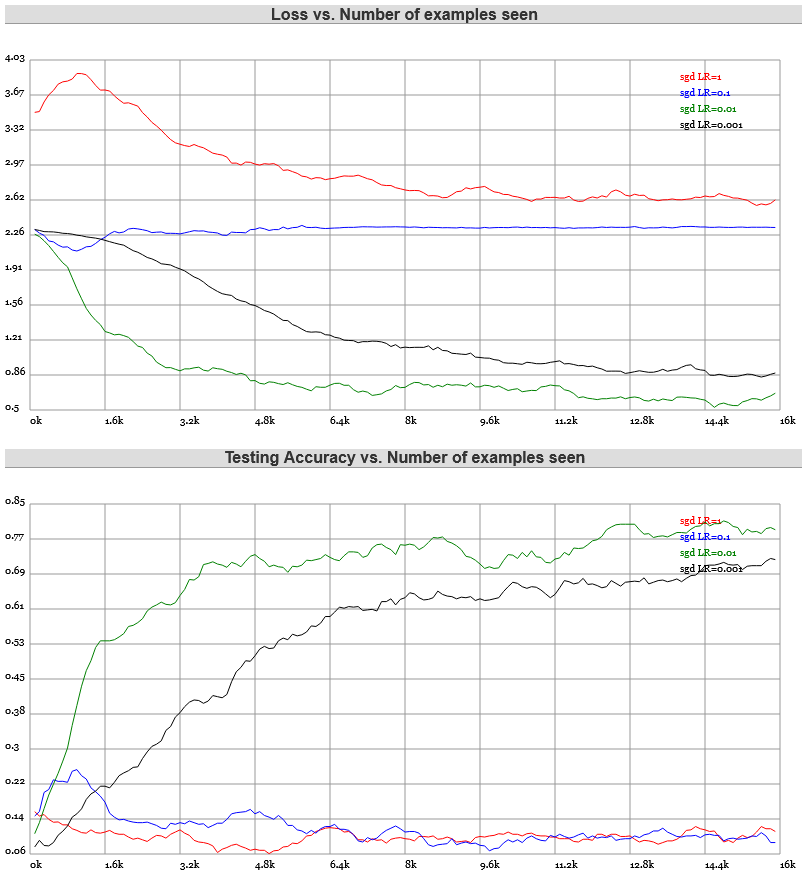 Loss vs. Number of examples seen
4.03
sgd LR=1
3.67
sgd LR=0.1
sgd LR=0.01
3.32
sgd LR=0.001
2.97
2.62
2.26
1.91
1.56
1.21
0.86
0.5
0k 1.6k 3.2k 4.8k 6.4k 8k 9.6k 11.2k 12.8k 14.4k 16k
Testing Accuracy vs. Number of examples seen
0.85
sgd LR=1
0.77
sgd LR=0.1
sgd LR=0.01
0.69
sgd LR=0.001
0.61
0.53
0.45
0.38
0.3
0.22
0.44
0.06
0k 1.6k 3.2k 4.8k 6.4k 8k 9.6k 11.2k 12.8k 14.4k 16k